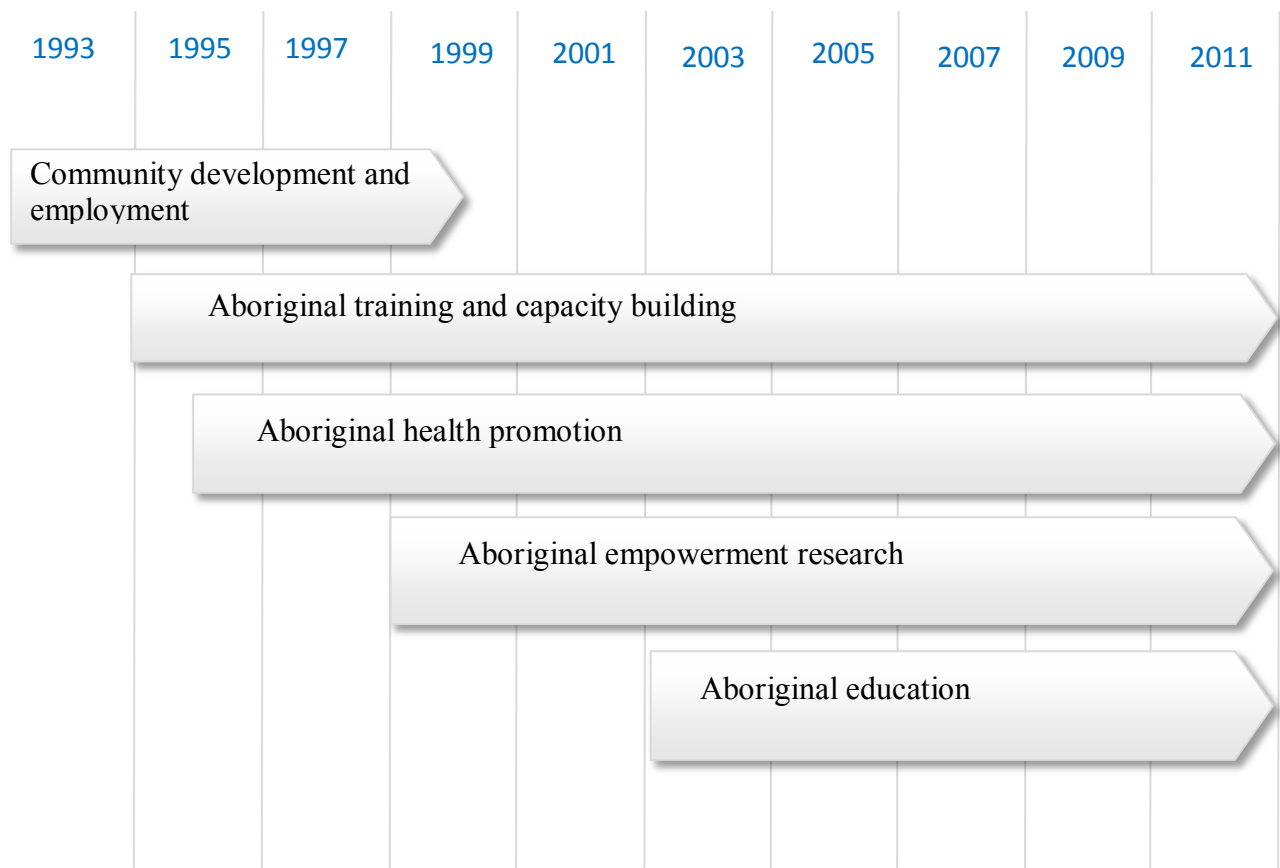 1993 1995 1997 1999 2001 2003 2005 2007 2009 2011
Community development and
employment
Aboriginal training and capacity building
Aboriginal health promotion
Aboriginal empowerment research
Aboriginal education